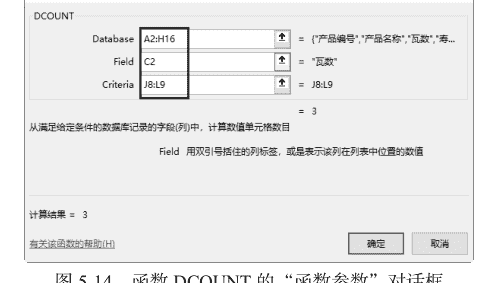 DCOUNT
Database A2:H16 = {"产品编号","产品名称","瓦数","寿...
Field C2 = "瓦数"
Criteria J8:L9 = J8:L9
= 3
从满足给定条件的数据库记录的字段(列)中，计算数值单元格数目
Field 用双引号括住的列标签，或是表示该列在列表中位置的数值
计算结果 = 3
有关该函数的帮助(H) 确定 取消
图 5-14 函数 DCOUNT 的“函数参数”对话框